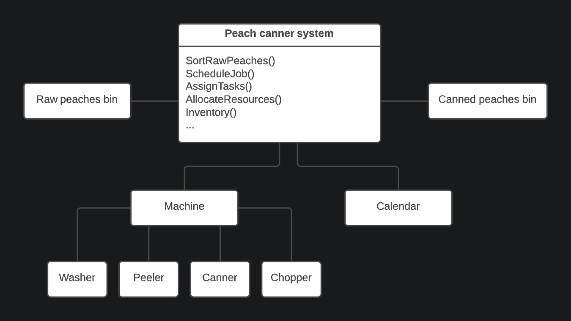 Peach canner system
SortRawPeaches()
ScheduleJob()
AssignTasks()
AllocateResources()
Inventory()
...
Raw peaches bin
Canned peaches bin
Machine
Calendar
Washer
Peeler
Canner
Chopper